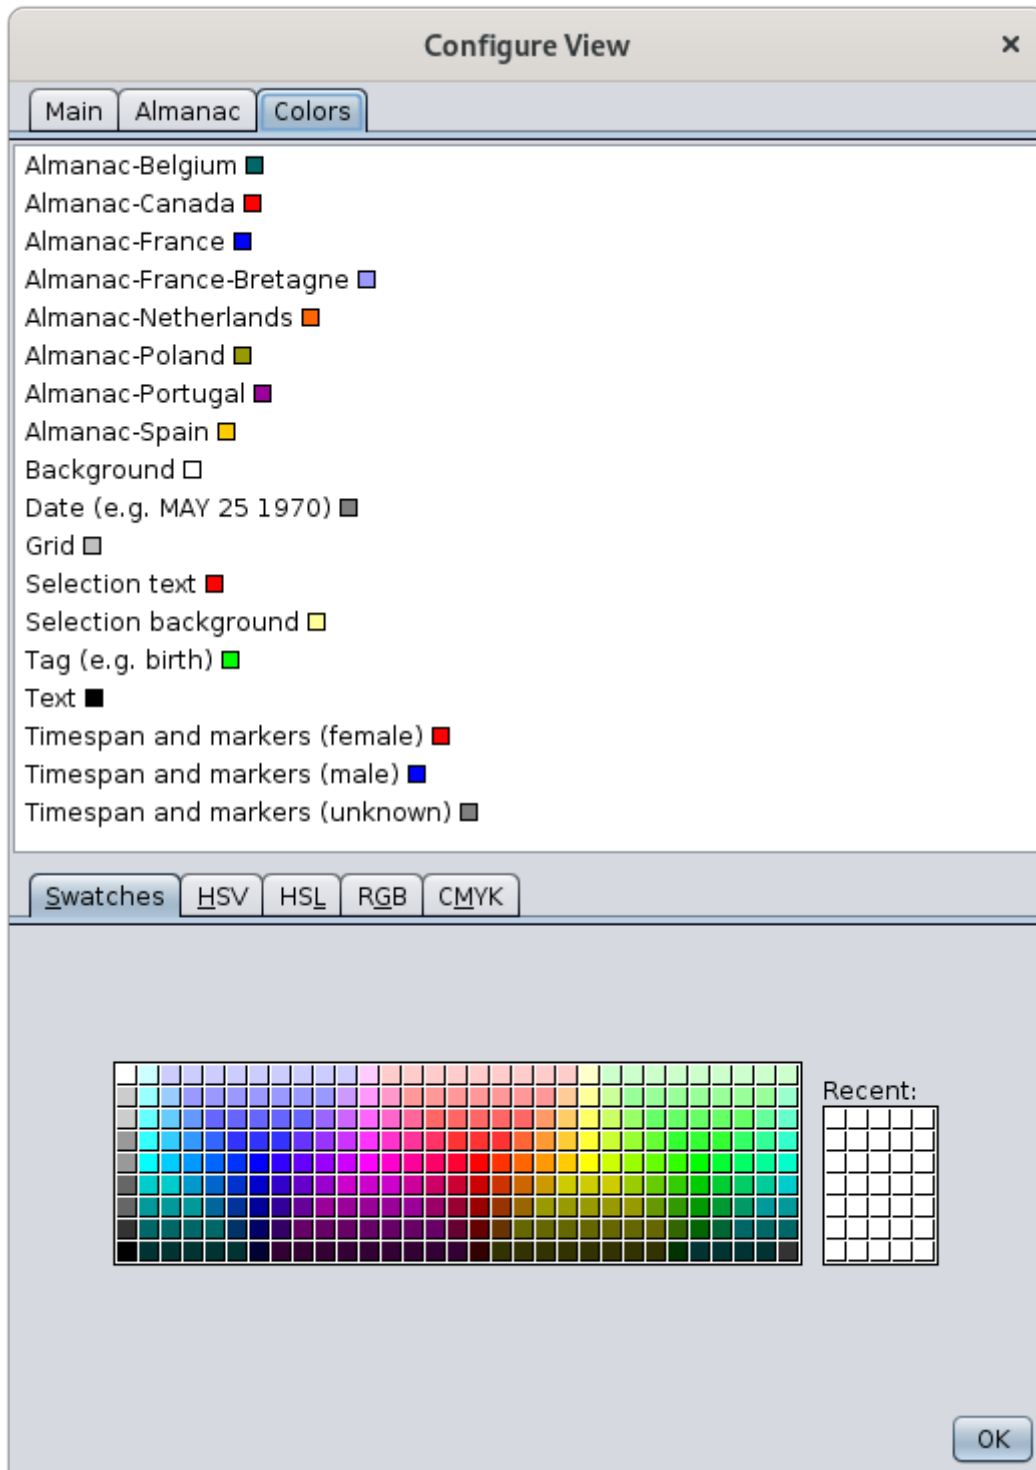 Configure View
Main Almanac Colors
Almanac-Belgium
Almanac-Canada
Almanac-France
Almanac-France-Bretagne
Almanac-Netherlands
Almanac-Poland
Almanac-Portugal
Almanac-Spain
Background
Date (e.g. MAY 25 1970)
Grid
Selection text
Selection background
Tag (e.g. birth)
Text
Timespan and markers (female)
Timespan and markers (male)
Timespan and markers (unknown)
Swatches HSV HSL RGB CMYK
Recent:
OK